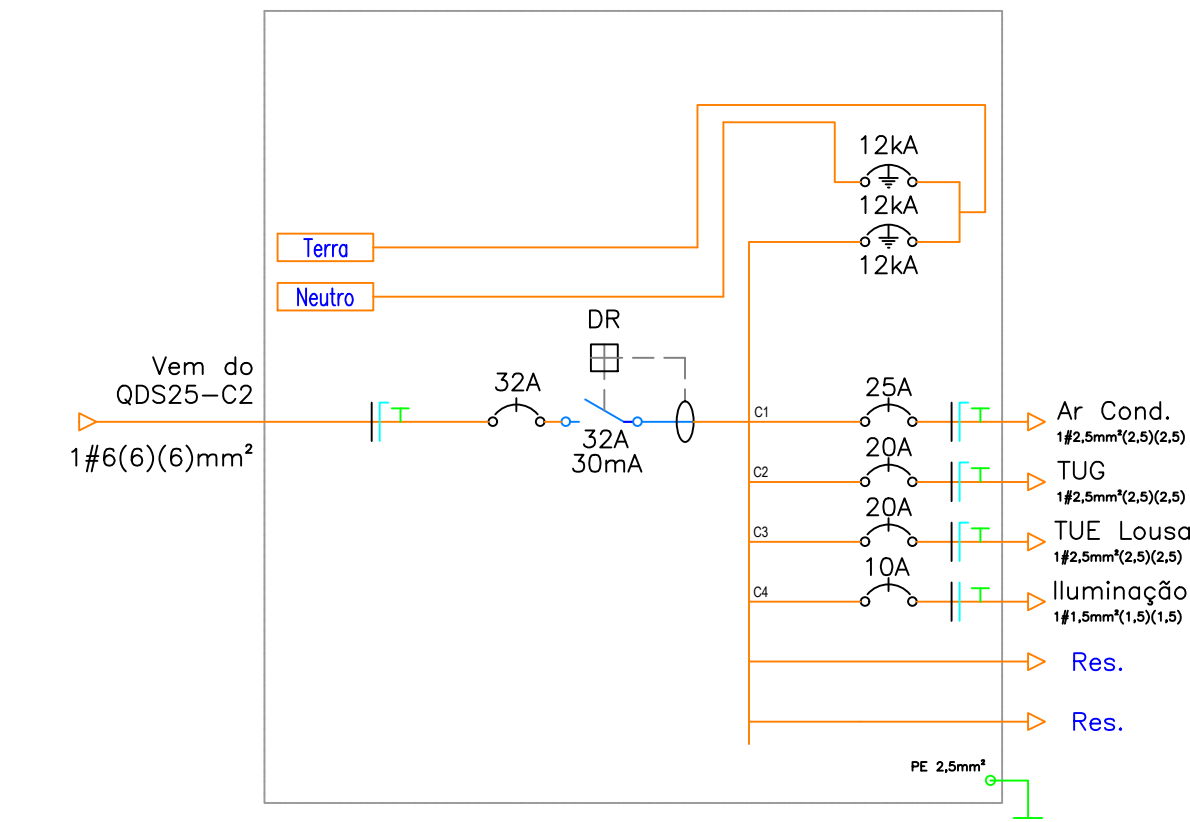 12kA
12kA
12kA
Terra
Neutro
DR
Vem do
QDS25-C2
1#6(6)(6)mm²
32A
32A
30mA
C1
25A
Ar Cond.
1#2,5mm²(2,5)(2,5)
C2
20A
TUG
1#2,5mm²(2,5)(2,5)
C3
20A
TUE Lousa
1#2,5mm²(2,5)(2,5)
C4
10A
Iluminação
1#1,5mm²(1,5)(1,5)
Res.
Res.
PE 2,5mm²